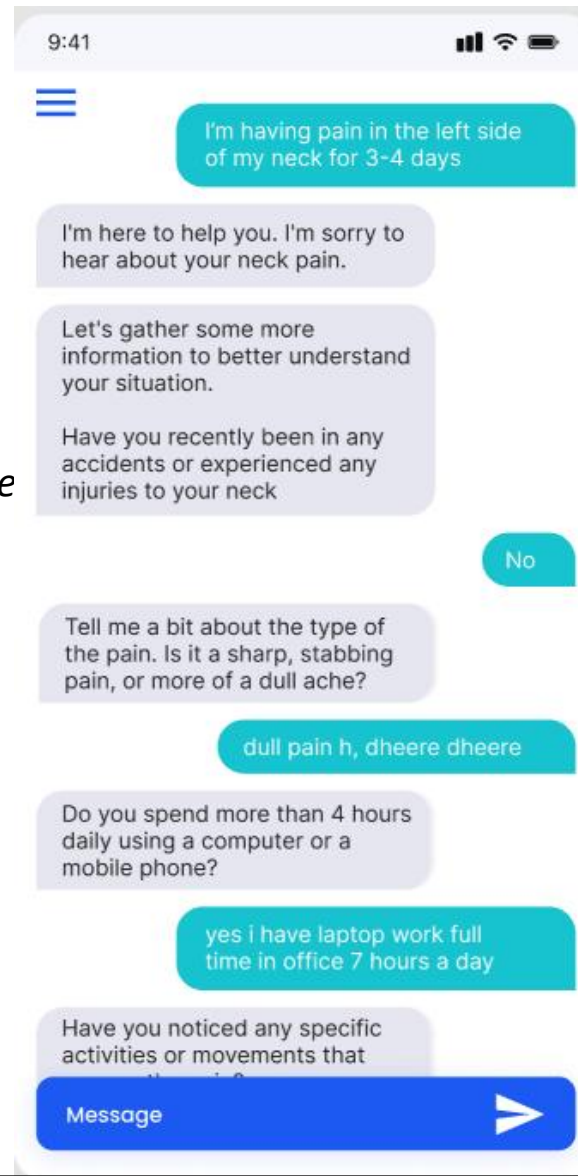 9:41
I'm having pain in the left side
of my neck for 3-4 days
I'm here to help you. I'm sorry to
hear about your neck pain.
Let's gather some more
information to better understand
your situation.
Have you recently been in any
accidents or experienced any
injuries to your neck
e
No
Tell me a bit about the type of
the pain. Is it a sharp, stabbing
pain, or more of a dull ache?
dull pain h, dheere dheere
Do you spend more than 4 hours
daily using a computer or a
mobile phone?
yes i have laptop work full
time in office 7 hours a day
Have you noticed any specific
activities or movements that
Message